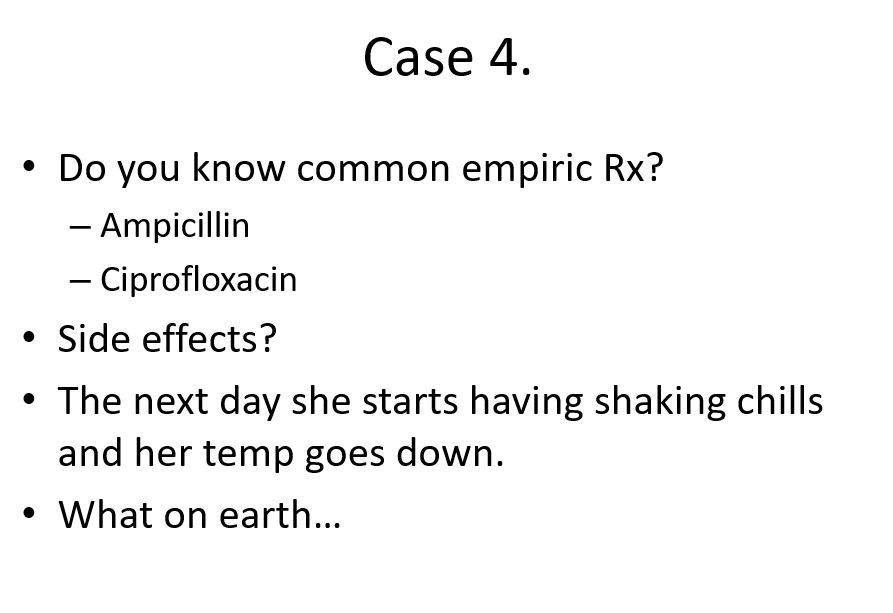 Case 4.
• Do you know common empiric Rx?
– Ampicillin
– Ciprofloxacin
• Side effects?
• The next day she starts having shaking chills
and her temp goes down.
• What on earth…